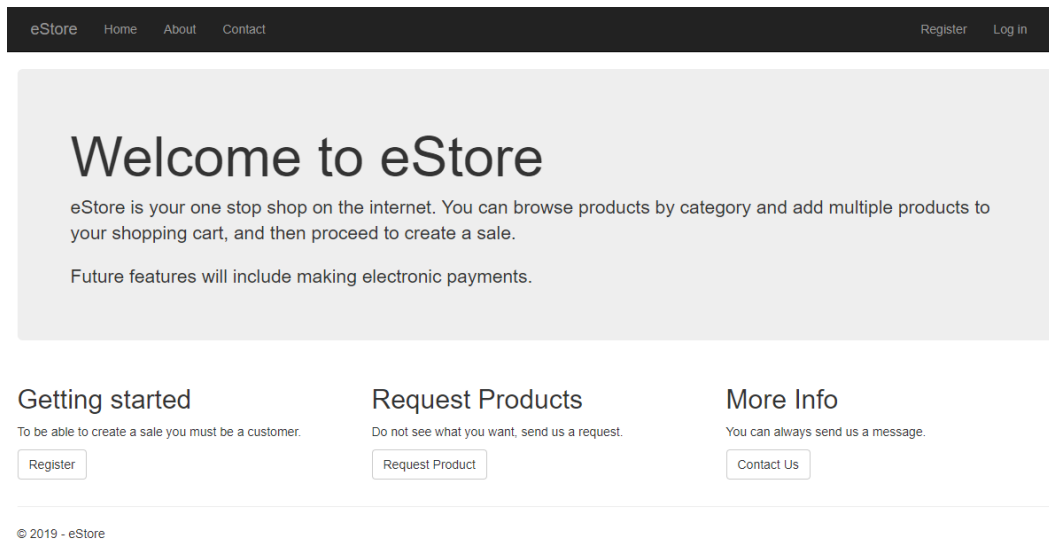 eStore Home About Contact Register Log in
Welcome to eStore
eStore is your one stop shop on the internet. You can browse products by category and add multiple products to
your shopping cart, and then proceed to create a sale.
Future features will include making electronic payments.
Getting started
To be able to create a sale you must be a customer.
Register
Request Products
Do not see what you want, send us a request.
Request Product
More Info
You can always send us a message.
Contact Us
© 2019 - eStore